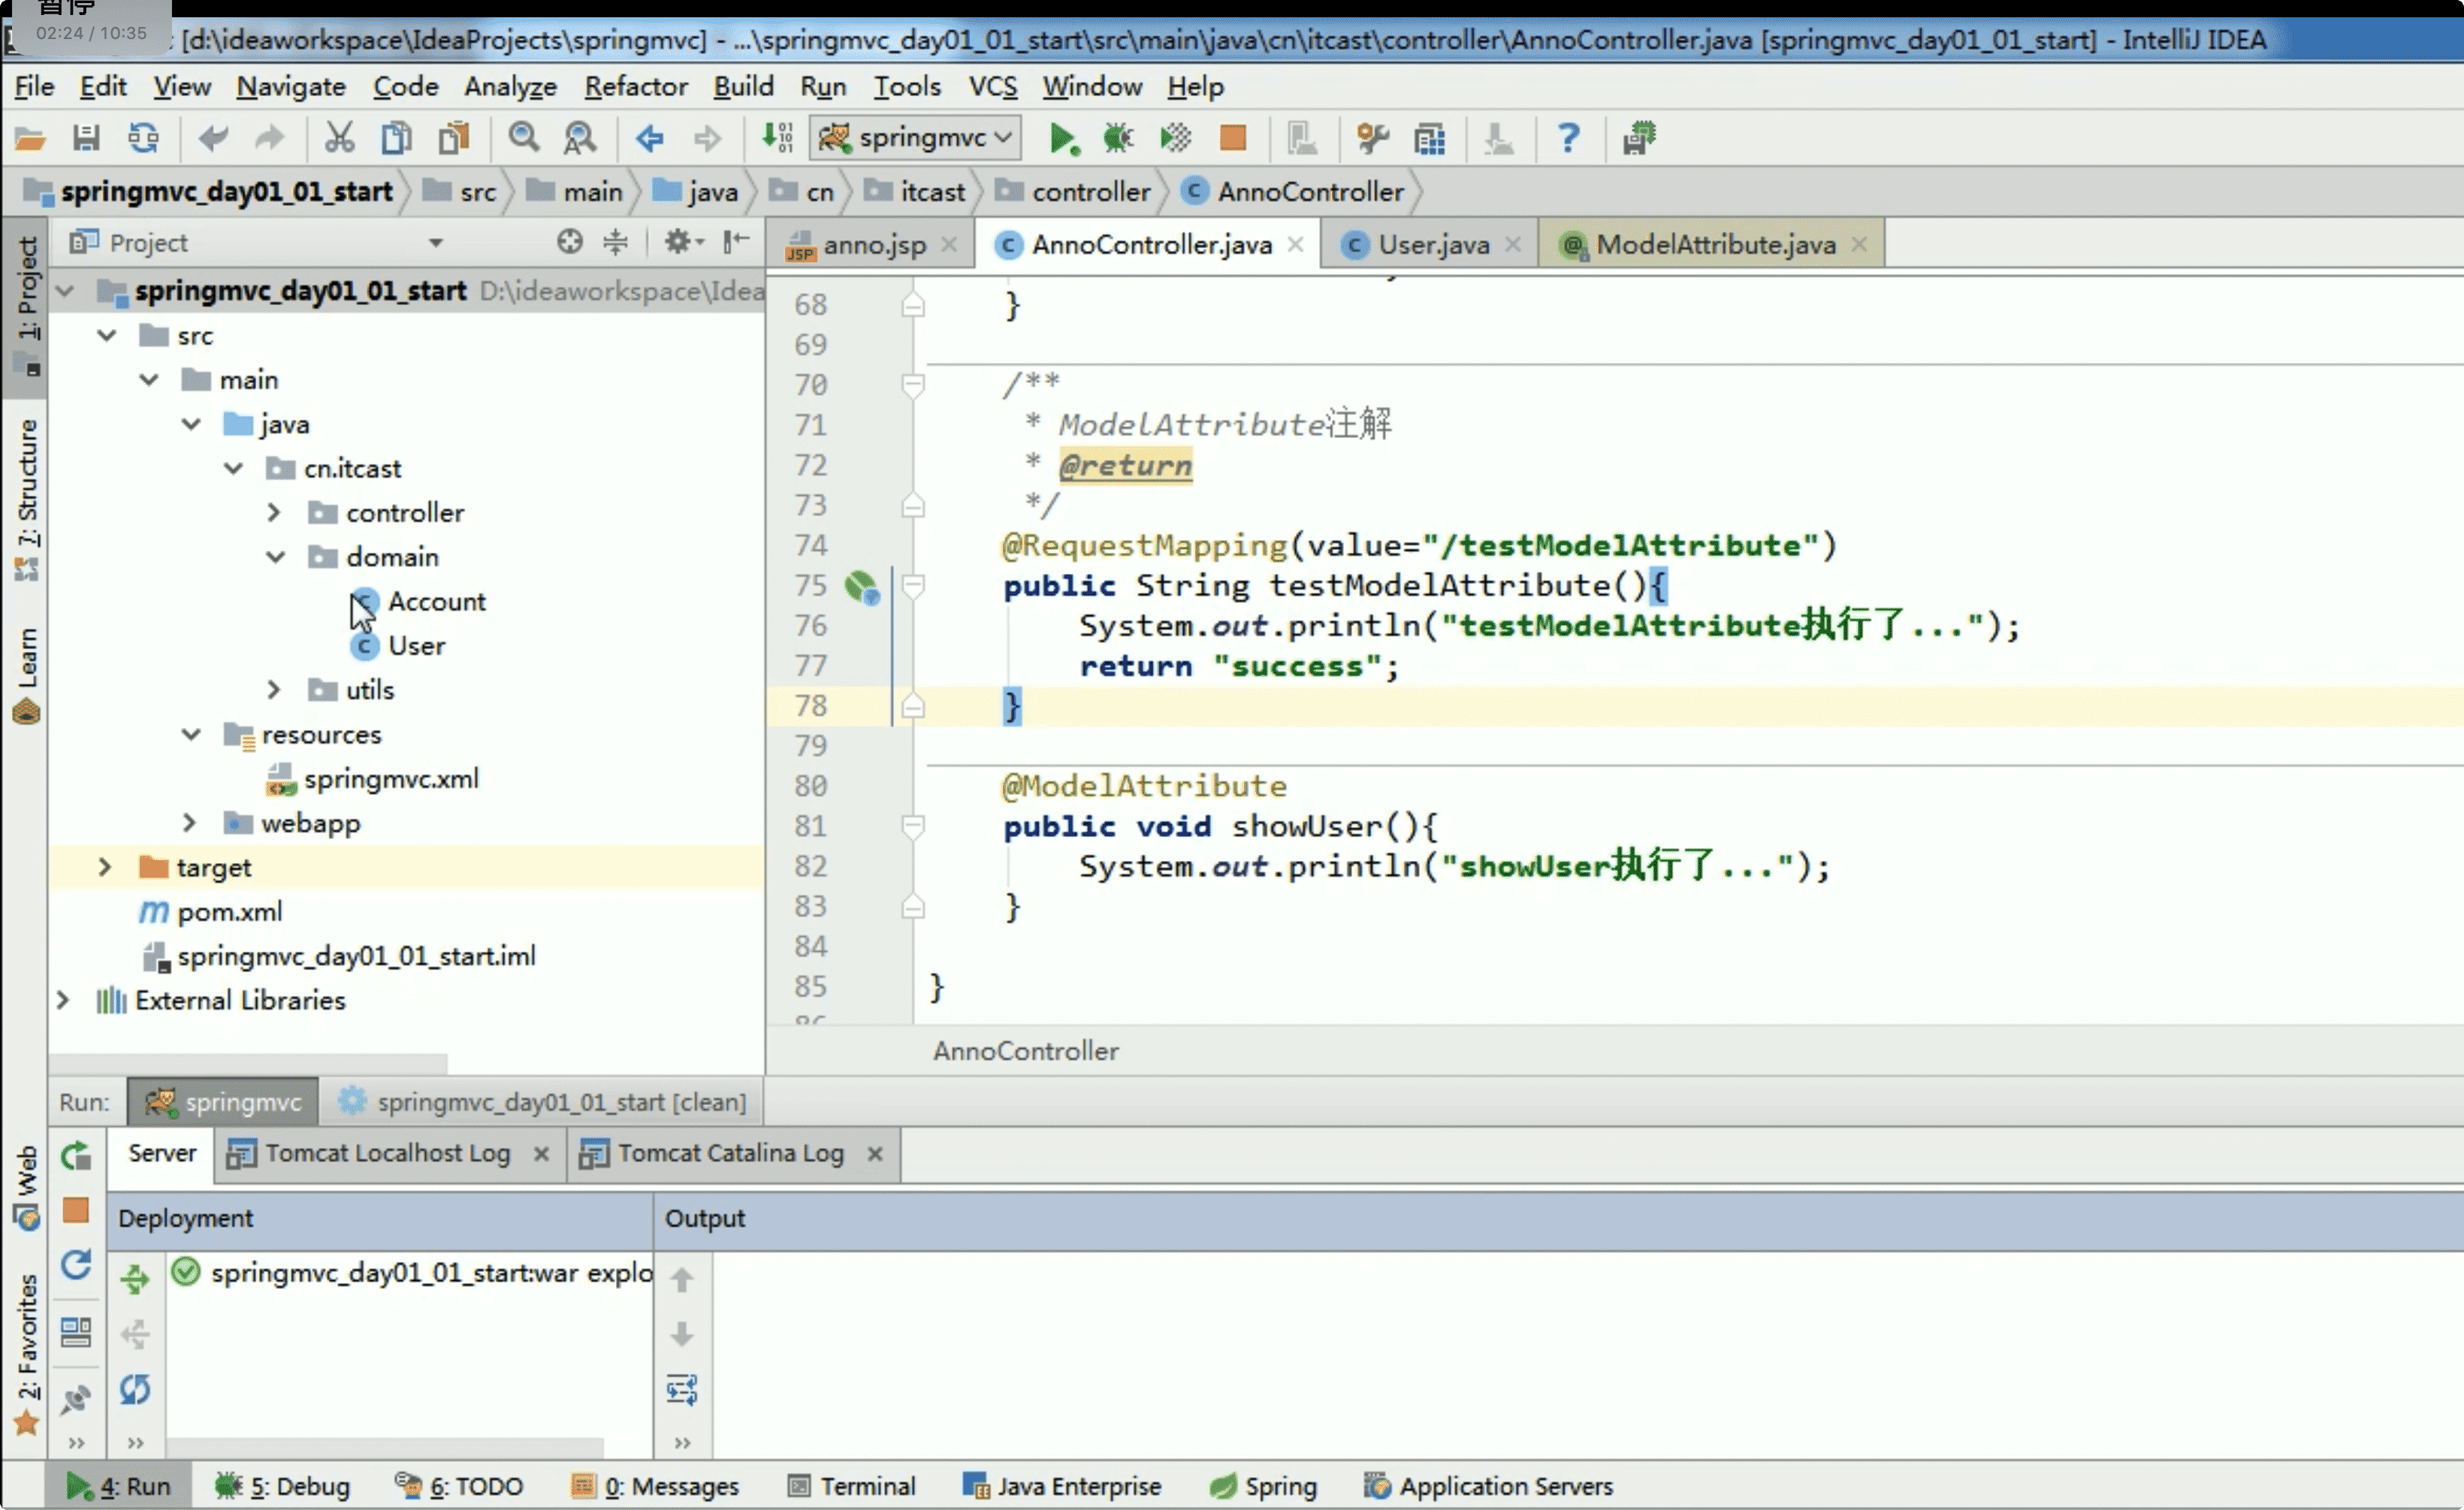 暂停
02:24 / 10:35
[d:\ideaworkspace\IdeaProjects\springmvc] - ...\springmvc_day01_01_start\src\main\java\cn\itcast\controller\AnnoController.java [springmvc_day01_01_start] - IntelliJ IDEA
File Edit View Navigate Code Analyze Refactor Build Run Tools VCS Window Help
springmvc
springmvc_day01_01_start src main java cn itcast controller AnnoController
1: Project
7: Structure
Learn
Web
2: Favorites
Project
springmvc_day01_01_start D:\ideaworkspace\Idea
src
main
java
cn.itcast
controller
domain
Account
User
utils
resources
springmvc.xml
webapp
target
pom.xml
springmvc_day01_01_start.iml
External Libraries
anno.jsp AnnoController.java User.java ModelAttribute.java
68 }
69
70 /**
71 * ModelAttribute注解
72 * @return
73 */
74 @RequestMapping(value="/testModelAttribute")
75 public String testModelAttribute(){
76 System.out.println("testModelAttribute执行了...");
77 return "success";
78 }
79
80 @ModelAttribute
81 public void showUser(){
82 System.out.println("showUser执行了...");
83 }
84
85 }
AnnoController
Run: springmvc springmvc_day01_01_start [clean]
Server Tomcat Localhost Log Tomcat Catalina Log
Deployment Output
springmvc_day01_01_start:war explo
4: Run 5: Debug 6: TODO 0: Messages Terminal Java Enterprise Spring Application Servers